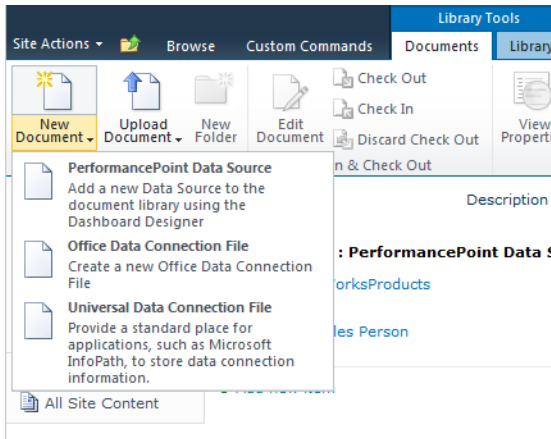 Library Tools
Site Actions Browse Custom Commands Documents Library
New Document Upload Document New Folder Edit Document
Check Out
Check In
Discard Check Out
View
n & Check Out
PerformancePoint Data Source
Add a new Data Source to the
document library using the
Dashboard Designer
Office Data Connection File
Create a new Office Data Connection
File
Universal Data Connection File
Provide a standard place for
applications, such as Microsoft
InfoPath, to store data connection
information.
Description
: PerformancePoint Data S
orksProducts
les Person
All Site Content